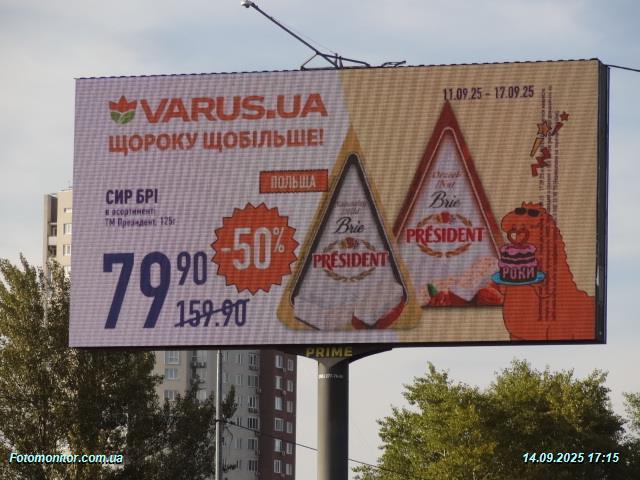 VARUS.UA
ЩОРОКУ ЩОБІЛЬШЕ!
11.09.25 - 17.09.25
СИР БРІ
в асортименті,
ТМ Президент, 125г
ПОЛЬЩА
-50%
79 90
159.90
Brie
PRÉSIDENT
Brie
PRÉSIDENT
РОКИ
PRIME
Fotomonitor.com.ua
14.09.2025 17:15